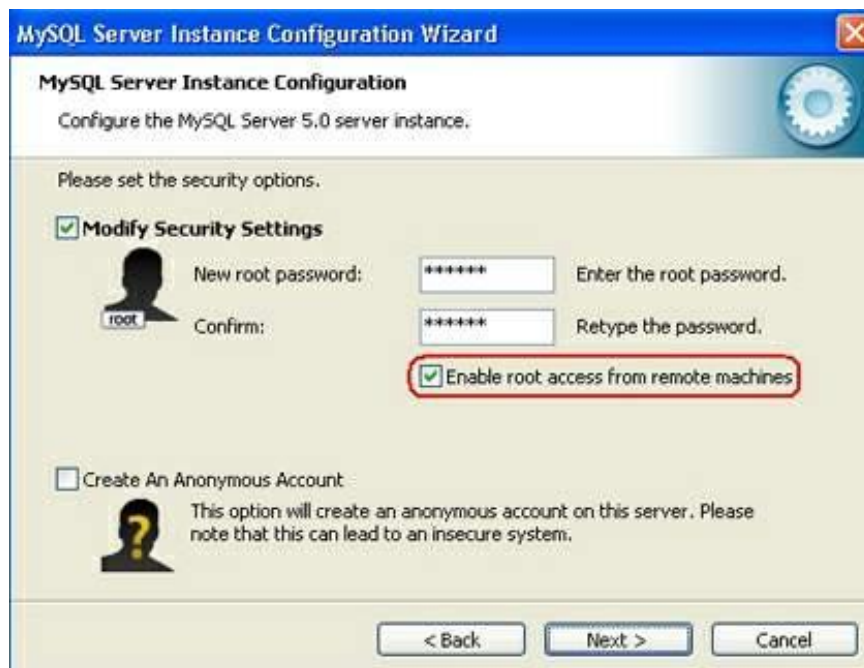 MySQL Server Instance Configuration Wizard
MySQL Server Instance Configuration
Configure the MySQL Server 5.0 server instance.
Please set the security options.
Modify Security Settings
root
New root password:
******
Enter the root password.
Confirm:
******
Retype the password.
Enable root access from remote machines
Create An Anonymous Account
?
This option will create an anonymous account on this server. Please
note that this can lead to an insecure system.
< Back
Next >
Cancel